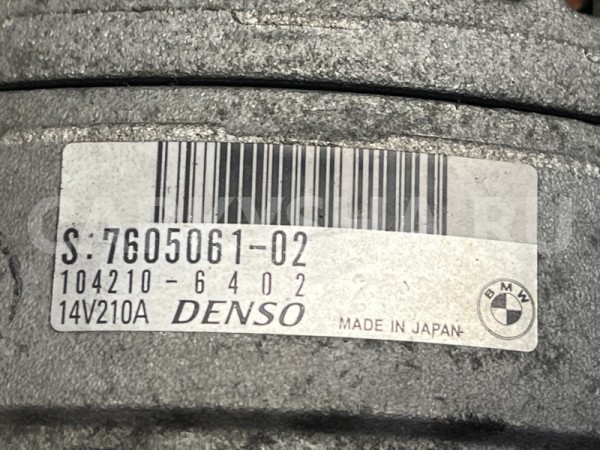 S:7605061-02
104210-6402
14V210A DENSO MADE IN JAPAN
BMW